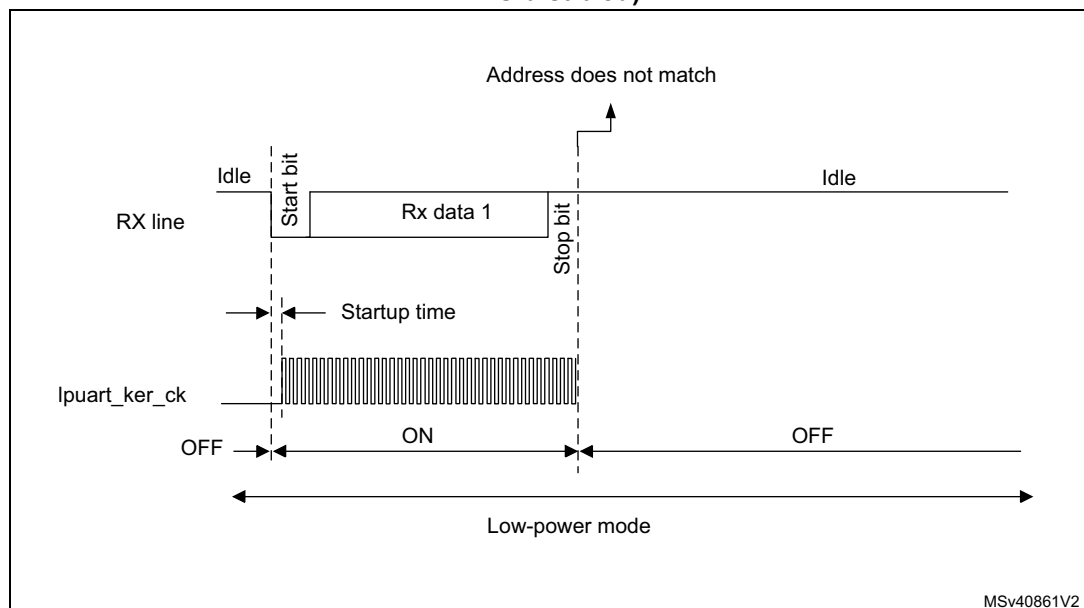 Address does not match
Idle
Start bit
Idle
RX line
Rx data 1
Stop bit
Startup time
lpuart_ker_ck
OFF
ON
OFF
Low-power mode
MSv40861V2